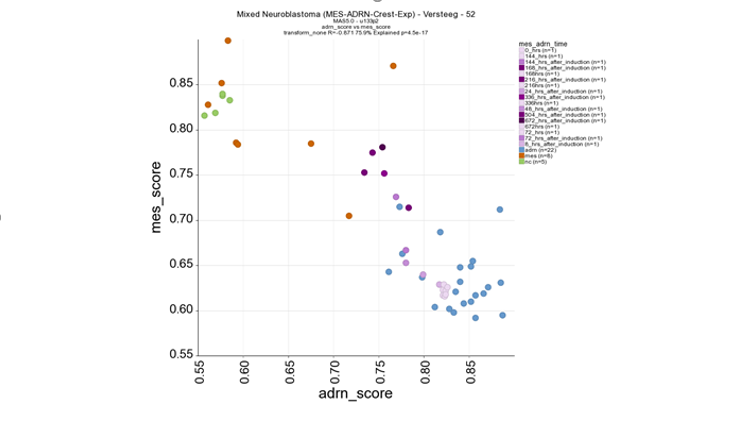 Mixed Neuroblastoma (MES-ADRN-Crest-Exp) - Versteeg - 52
MAS5.0 - u133p2
adrn_score vs mes_score
transform_none R=-0.871 75.9% Explained p=4.5e-17
mes_adrn_time
0_hrs (n=1)
144_hrs (n=1)
144_hrs_after_induction (n=1)
168_hrs_after_induction (n=1)
168hrs (n=1)
216_hrs_after_induction (n=1)
216hrs (n=1)
24_hrs_after_induction (n=1)
336_hrs_after_induction (n=1)
336hrs (n=1)
48_hrs_after_induction (n=1)
504_hrs_after_induction (n=1)
672_hrs_after_induction (n=1)
672hrs (n=1)
72_hrs (n=1)
72_hrs_after_induction (n=1)
8_hrs_after_induction (n=1)
adrn (n=22)
mes (n=8)
nc (n=5)
mes_score
0.85
0.80
0.75
0.70
0.65
0.60
0.55
0.55
0.60
0.65
0.70
0.75
0.80
0.85
adrn_score